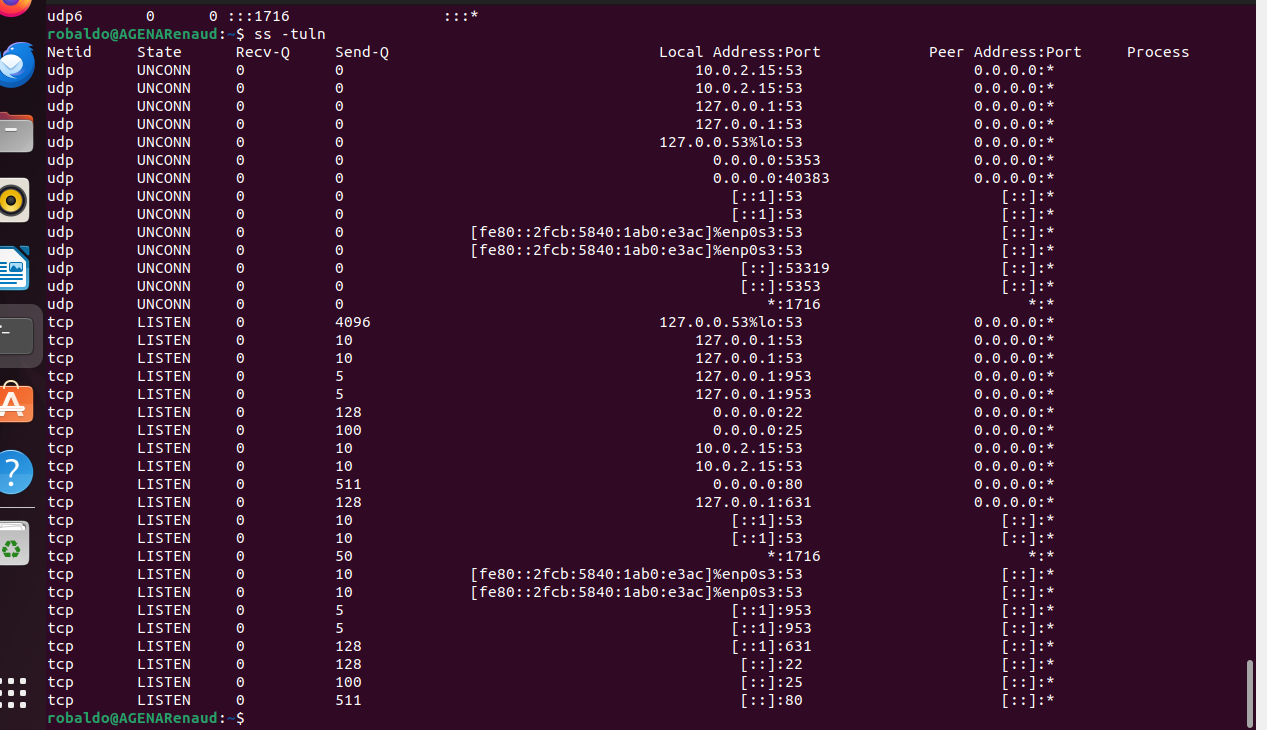 udp6       0      0 :::1716                 :::*
robaldo@AGENARenaud:~$ ss -tuln
Netid     State      Recv-Q     Send-Q                              Local Address:Port            Peer Address:Port     Process
udp       UNCONN     0          0                                       10.0.2.15:53                   0.0.0.0:*
udp       UNCONN     0          0                                       10.0.2.15:53                   0.0.0.0:*
udp       UNCONN     0          0                                       127.0.0.1:53                   0.0.0.0:*
udp       UNCONN     0          0                                       127.0.0.1:53                   0.0.0.0:*
udp       UNCONN     0          0                                   127.0.0.53%lo:53                   0.0.0.0:*
udp       UNCONN     0          0                                         0.0.0.0:5353                 0.0.0.0:*
udp       UNCONN     0          0                                         0.0.0.0:40383                0.0.0.0:*
udp       UNCONN     0          0                                           [::1]:53                      [::]:*
udp       UNCONN     0          0                                           [::1]:53                      [::]:*
udp       UNCONN     0          0              [fe80::2fcb:5840:1ab0:e3ac]%enp0s3:53                      [::]:*
udp       UNCONN     0          0              [fe80::2fcb:5840:1ab0:e3ac]%enp0s3:53                      [::]:*
udp       UNCONN     0          0                                            [::]:53319                   [::]:*
udp       UNCONN     0          0                                            [::]:5353                    [::]:*
udp       UNCONN     0          0                                               *:1716                       *:*
tcp       LISTEN     0          4096                                127.0.0.53%lo:53                   0.0.0.0:*
tcp       LISTEN     0          10                                      127.0.0.1:53                   0.0.0.0:*
tcp       LISTEN     0          10                                      127.0.0.1:53                   0.0.0.0:*
tcp       LISTEN     0          5                                       127.0.0.1:953                  0.0.0.0:*
tcp       LISTEN     0          5                                       127.0.0.1:953                  0.0.0.0:*
tcp       LISTEN     0          128                                       0.0.0.0:22                   0.0.0.0:*
tcp       LISTEN     0          100                                       0.0.0.0:25                   0.0.0.0:*
tcp       LISTEN     0          10                                      10.0.2.15:53                   0.0.0.0:*
tcp       LISTEN     0          10                                      10.0.2.15:53                   0.0.0.0:*
tcp       LISTEN     0          511                                       0.0.0.0:80                   0.0.0.0:*
tcp       LISTEN     0          128                                     127.0.0.1:631                  0.0.0.0:*
tcp       LISTEN     0          10                                          [::1]:53                      [::]:*
tcp       LISTEN     0          10                                          [::1]:53                      [::]:*
tcp       LISTEN     0          50                                              *:1716                       *:*
tcp       LISTEN     0          10             [fe80::2fcb:5840:1ab0:e3ac]%enp0s3:53                      [::]:*
tcp       LISTEN     0          10             [fe80::2fcb:5840:1ab0:e3ac]%enp0s3:53                      [::]:*
tcp       LISTEN     0          5                                           [::1]:953                     [::]:*
tcp       LISTEN     0          5                                           [::1]:953                     [::]:*
tcp       LISTEN     0          128                                         [::1]:631                     [::]:*
tcp       LISTEN     0          128                                          [::]:22                      [::]:*
tcp       LISTEN     0          100                                          [::]:25                      [::]:*
tcp       LISTEN     0          511                                          [::]:80                      [::]:*
robaldo@AGENARenaud:~$